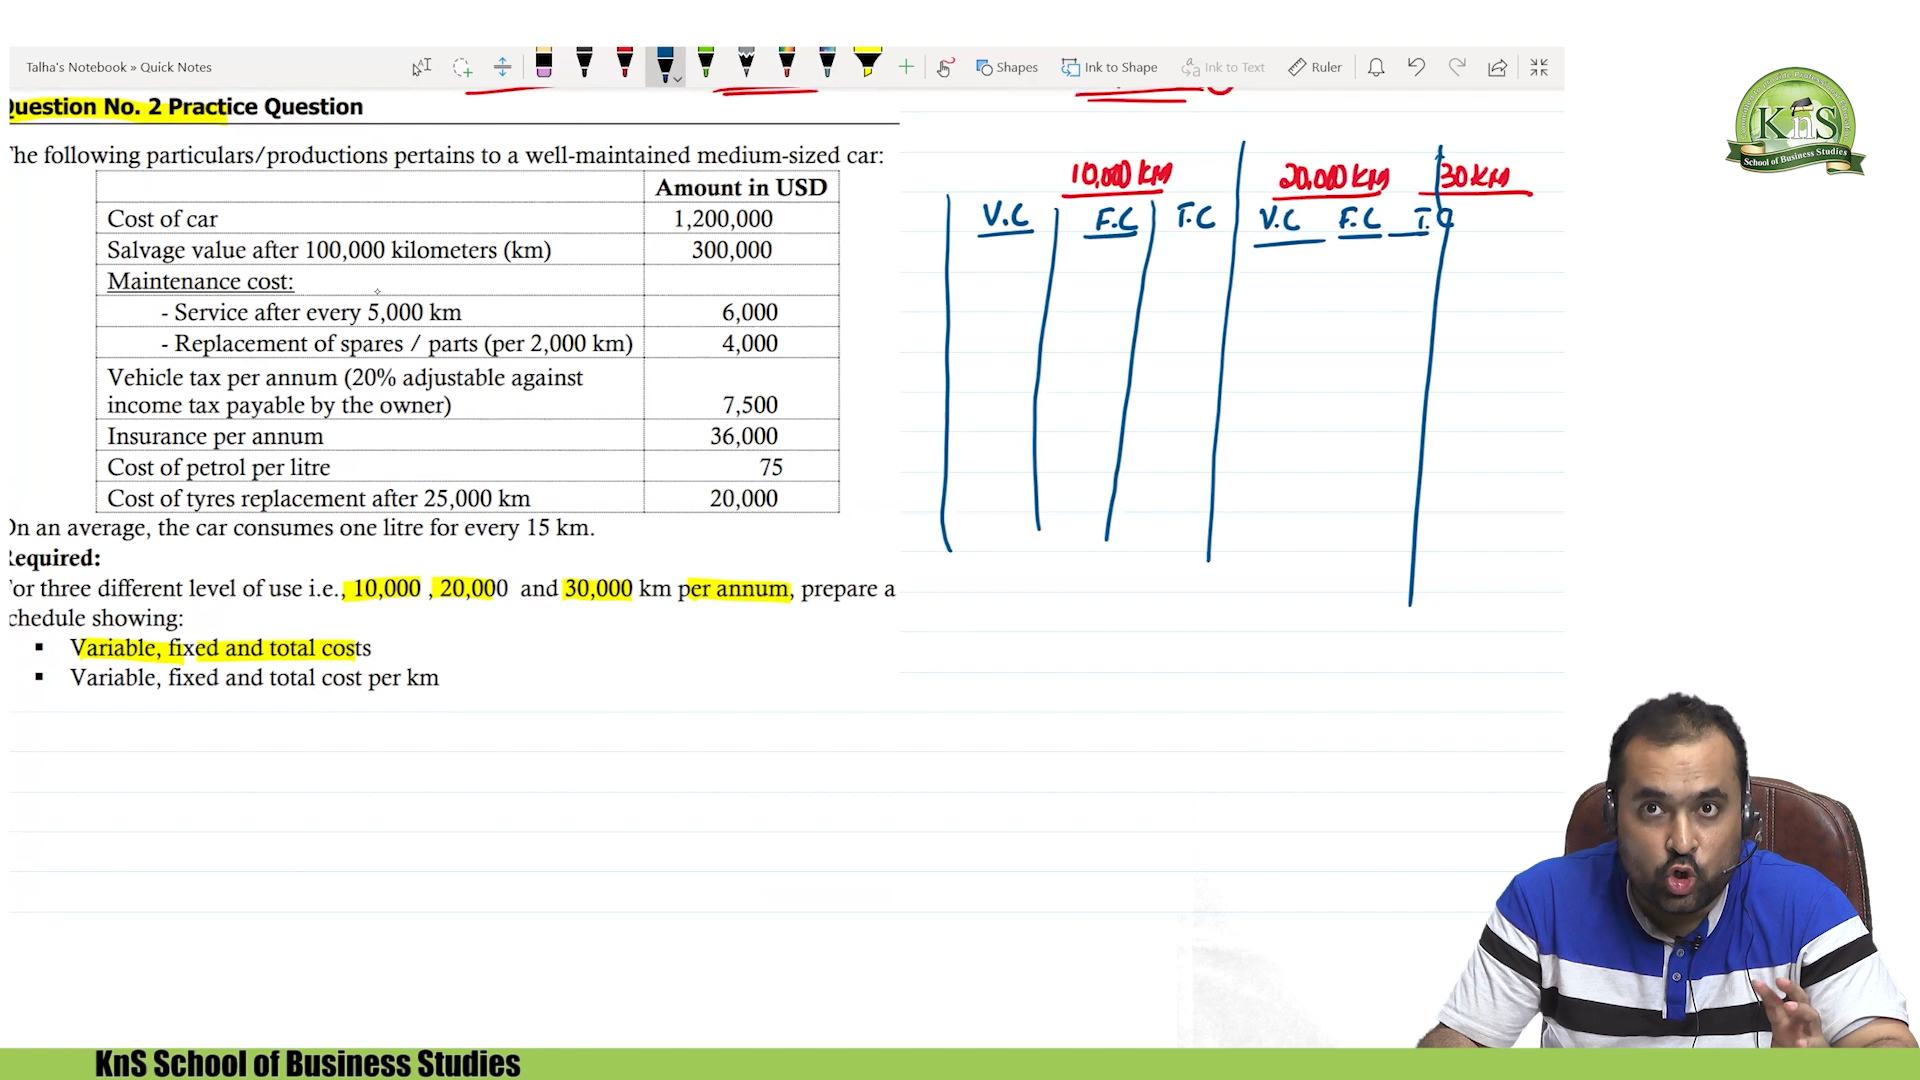 Talha's Notebook » Quick Notes
Shapes
Ink to Shape
Ink to Text
Ruler
Question No. 2 Practice Question
The following particulars/productions pertains to a well-maintained medium-sized car:
Amount in USD
Cost of car 1,200,000
Salvage value after 100,000 kilometers (km) 300,000
Maintenance cost:
- Service after every 5,000 km 6,000
- Replacement of spares / parts (per 2,000 km) 4,000
Vehicle tax per annum (20% adjustable against
income tax payable by the owner) 7,500
Insurance per annum 36,000
Cost of petrol per litre 75
Cost of tyres replacement after 25,000 km 20,000
On an average, the car consumes one litre for every 15 km.
Required:
For three different level of use i.e., 10,000 , 20,000 and 30,000 km per annum, prepare a
schedule showing:
▪ Variable, fixed and total costs
▪ Variable, fixed and total cost per km
10,000 KM 20,000 KM 30 KM
V.C F.C T.C V.C F.C T.C
KnS
School of Business Studies
KnS School of Business Studies